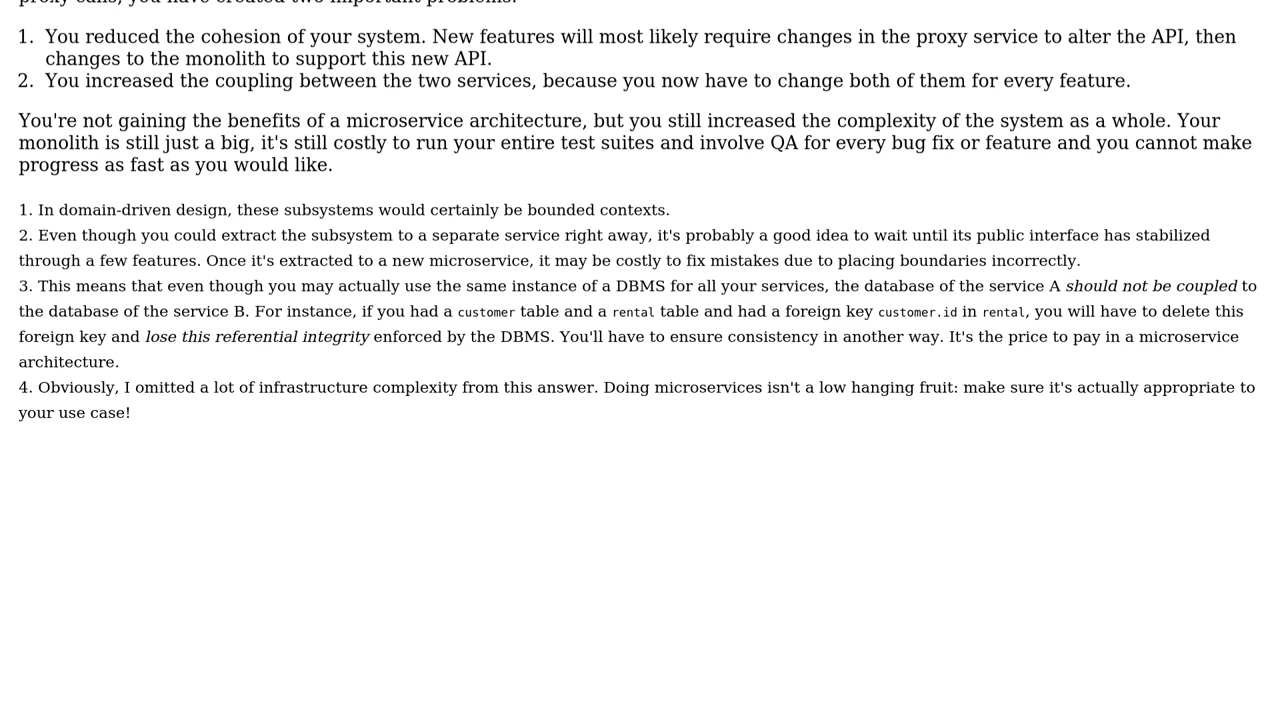 proxy calls, you have created two important problems:
1. You reduced the cohesion of your system. New features will most likely require changes in the proxy service to alter the API, then
changes to the monolith to support this new API.
2. You increased the coupling between the two services, because you now have to change both of them for every feature.
You're not gaining the benefits of a microservice architecture, but you still increased the complexity of the system as a whole. Your
monolith is still just a big, it's still costly to run your entire test suites and involve QA for every bug fix or feature and you cannot make
progress as fast as you would like.
1. In domain-driven design, these subsystems would certainly be bounded contexts.
2. Even though you could extract the subsystem to a separate service right away, it's probably a good idea to wait until its public interface has stabilized
through a few features. Once it's extracted to a new microservice, it may be costly to fix mistakes due to placing boundaries incorrectly.
3. This means that even though you may actually use the same instance of a DBMS for all your services, the database of the service A should not be coupled to
the database of the service B. For instance, if you had a customer table and a rental table and had a foreign key customer.id in rental, you will have to delete this
foreign key and lose this referential integrity enforced by the DBMS. You'll have to ensure consistency in another way. It's the price to pay in a microservice
architecture.
4. Obviously, I omitted a lot of infrastructure complexity from this answer. Doing microservices isn't a low hanging fruit: make sure it's actually appropriate to
your use case!